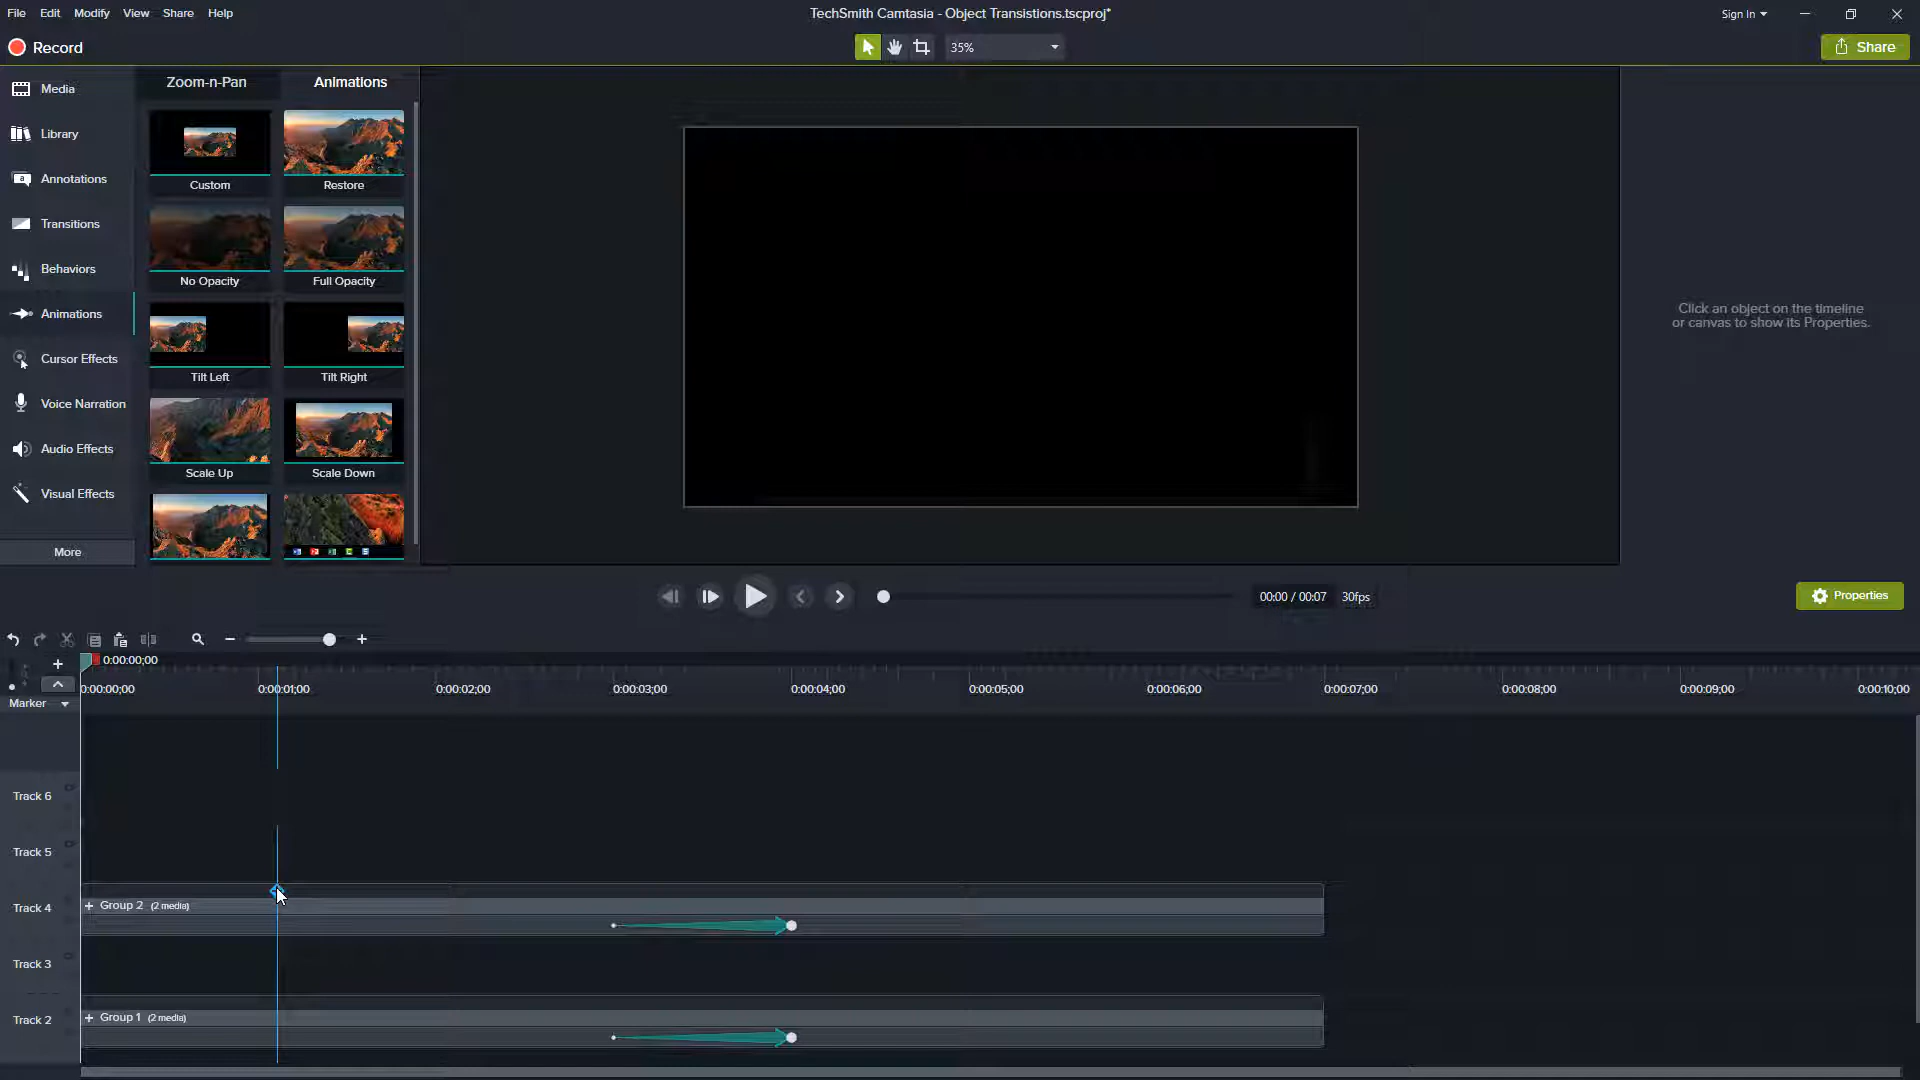 File Edit Modify View Share Help
TechSmith Camtasia - Object Transistions.tscproj*
Sign In
Record
35%
Share
Media
Library
Annotations
Transitions
Behaviors
Animations
Cursor Effects
Voice Narration
Audio Effects
Visual Effects
More
Zoom-n-Pan Animations
Custom Restore
No Opacity Full Opacity
Tilt Left Tilt Right
Scale Up Scale Down
Click an object on the timeline
or canvas to show its Properties.
00:00 / 00:07 30fps
Properties
0:00:00;00
0:00:00;00 0:00:01;00 0:00:02;00 0:00:03;00 0:00:04;00 0:00:05;00 0:00:06;00 0:00:07;00 0:00:08;00 0:00:09;00 0:00:10;00
Marker
Track 6
Track 5
Track 4
+ Group 2 (2 media)
Track 3
Track 2
+ Group 1 (2 media)